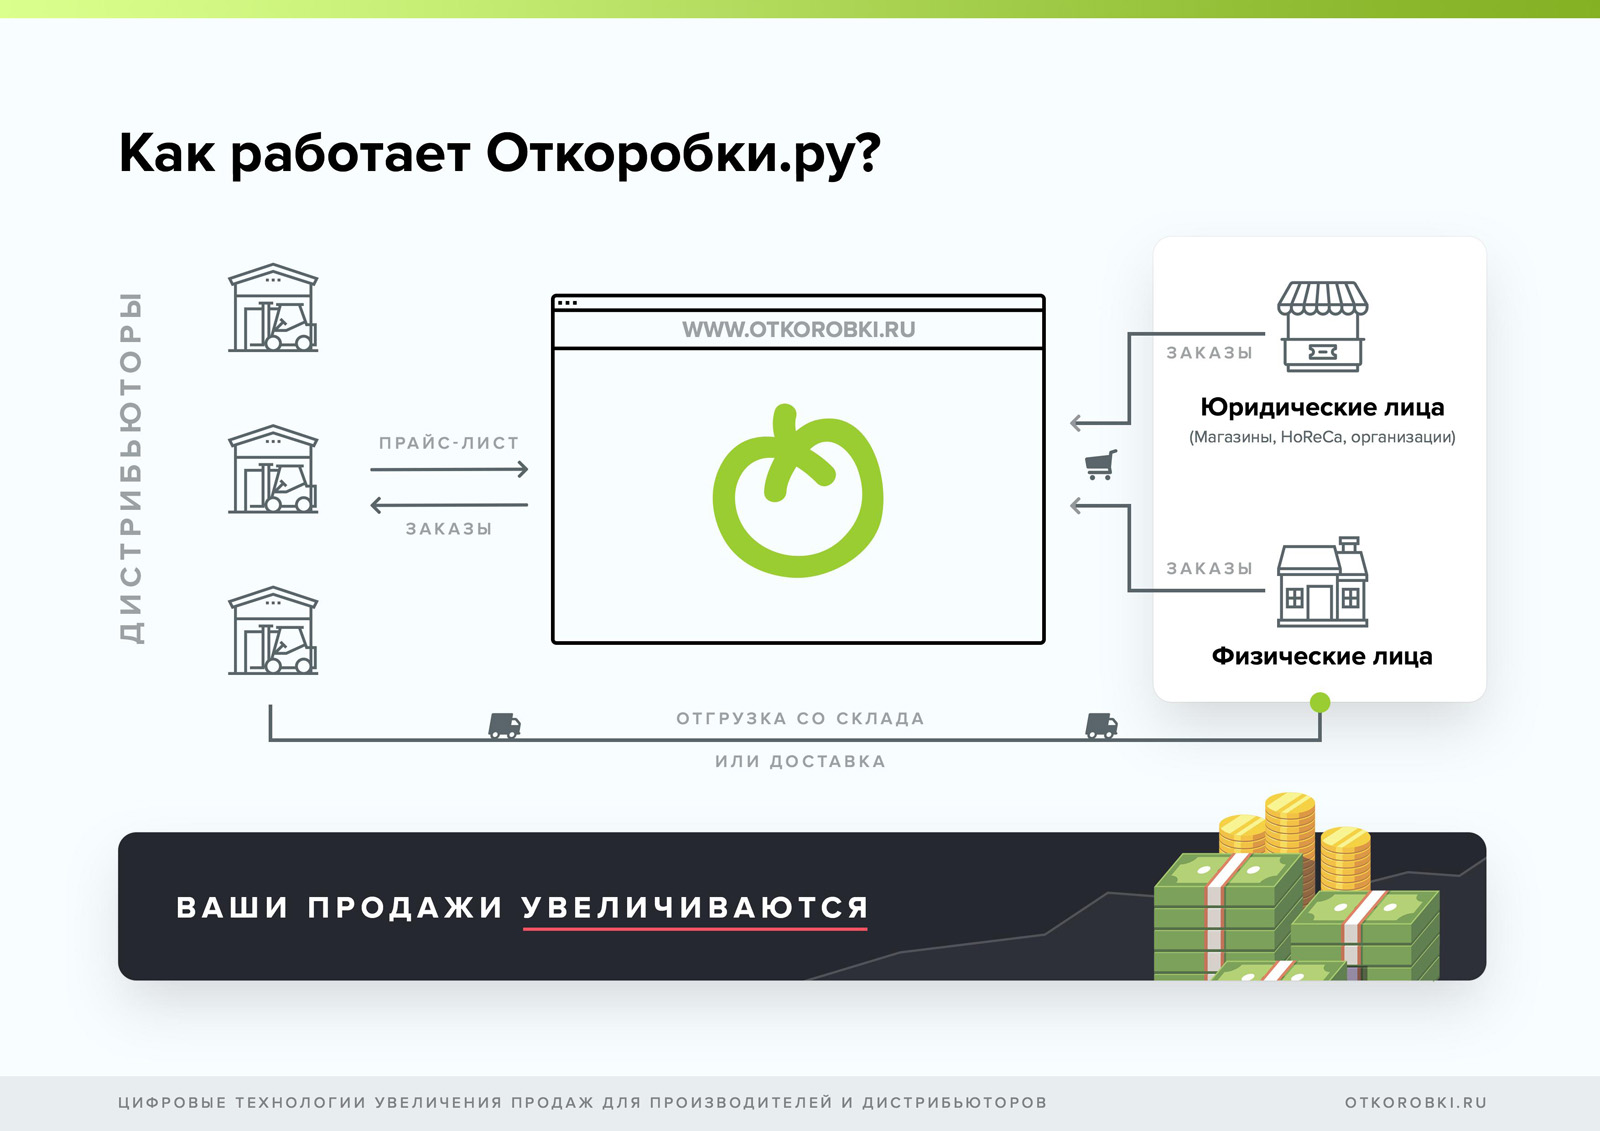 Как работает Откоробки.ру?
ДИСТРИБЬЮТОРЫ
ПРАЙС-ЛИСТ
ЗАКАЗЫ
WWW.OTKOROBKI.RU
ЗАКАЗЫ
Юридические лица
(Магазины, HoReCa, организации)
ЗАКАЗЫ
Физические лица
ОТГРУЗКА СО СКЛАДА
ИЛИ ДОСТАВКА
ВАШИ ПРОДАЖИ УВЕЛИЧИВАЮТСЯ
ЦИФРОВЫЕ ТЕХНОЛОГИИ УВЕЛИЧЕНИЯ ПРОДАЖ ДЛЯ ПРОИЗВОДИТЕЛЕЙ И ДИСТРИБЬЮТОРОВ
OTKOROBKI.RU